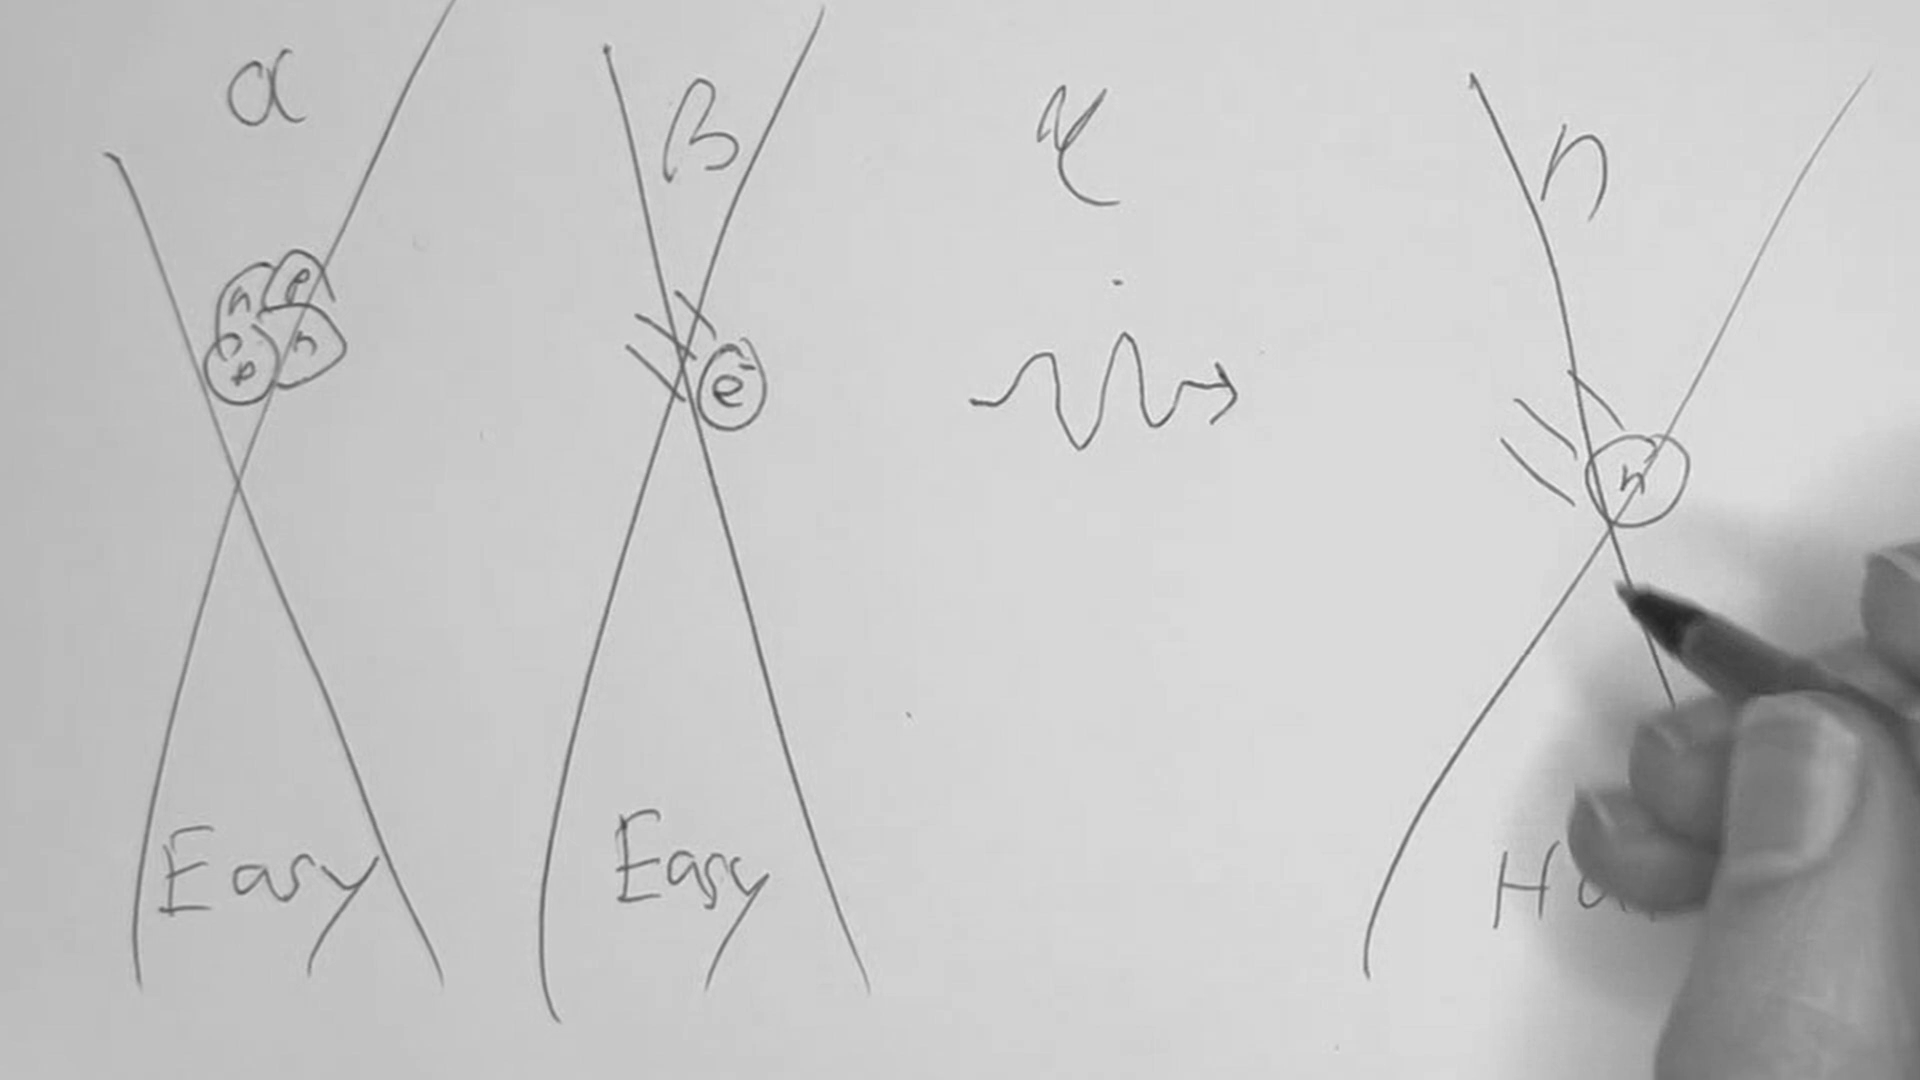 α β γ n
n p
p n
e⁻
n
Easy Easy